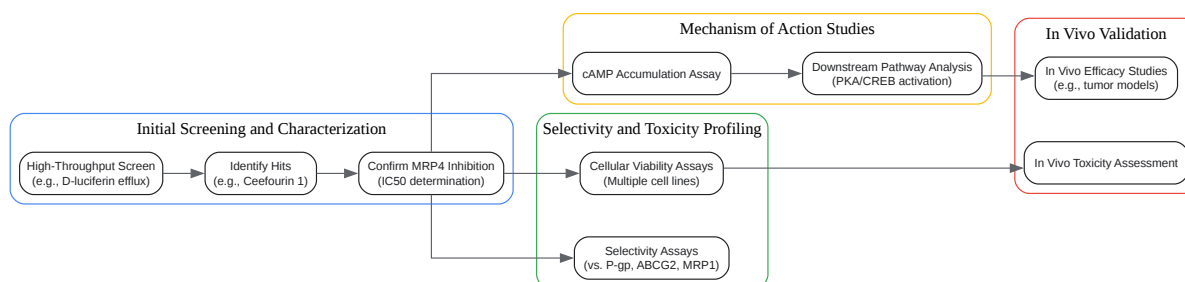 Mechanism of Action Studies
cAMP Accumulation Assay
Downstream Pathway Analysis
(PKA/CREB activation)
In Vivo Validation
In Vivo Efficacy Studies
(e.g., tumor models)
In Vivo Toxicity Assessment
Initial Screening and Characterization
High-Throughput Screen
(e.g., D-luciferin efflux)
Identify Hits
(e.g., Ceefourin 1)
Confirm MRP4 Inhibition
(IC50 determination)
Selectivity and Toxicity Profiling
Cellular Viability Assays
(Multiple cell lines)
Selectivity Assays
(vs. P-gp, ABCG2, MRP1)